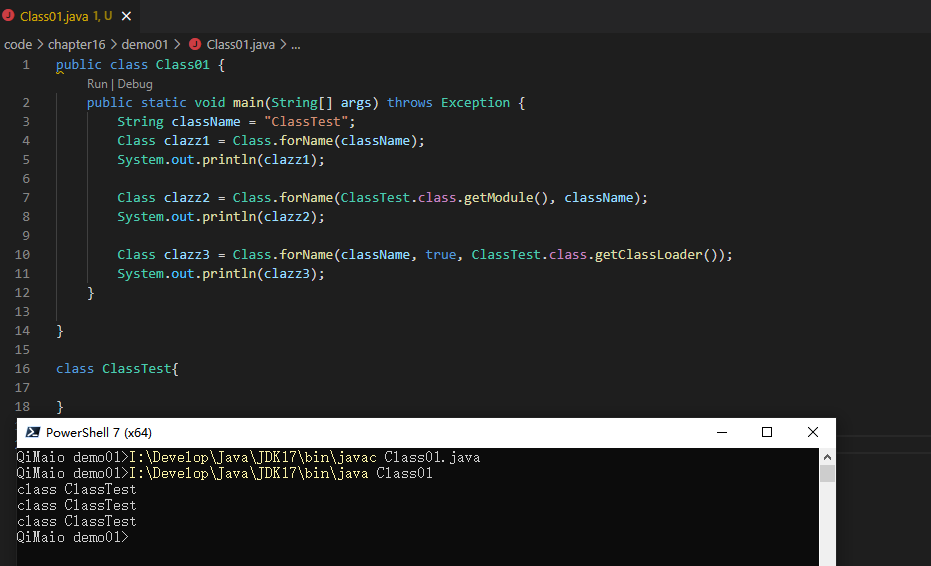 Class01.java 1, U
code > chapter16 > demo01 > Class01.java > ...
1 public class Class01 {
Run | Debug
2 public static void main(String[] args) throws Exception {
3 String className = "ClassTest";
4 Class clazz1 = Class.forName(className);
5 System.out.println(clazz1);
6
7 Class clazz2 = Class.forName(ClassTest.class.getModule(), className);
8 System.out.println(clazz2);
9
10 Class clazz3 = Class.forName(className, true, ClassTest.class.getClassLoader());
11 System.out.println(clazz3);
12 }
13
14 }
15
16 class ClassTest{
17
18 }
PowerShell 7 (x64)
QiMaio demo01>I:\Develop\Java\JDK17\bin\javac Class01.java
QiMaio demo01>I:\Develop\Java\JDK17\bin\java Class01
class ClassTest
class ClassTest
class ClassTest
QiMaio demo01>